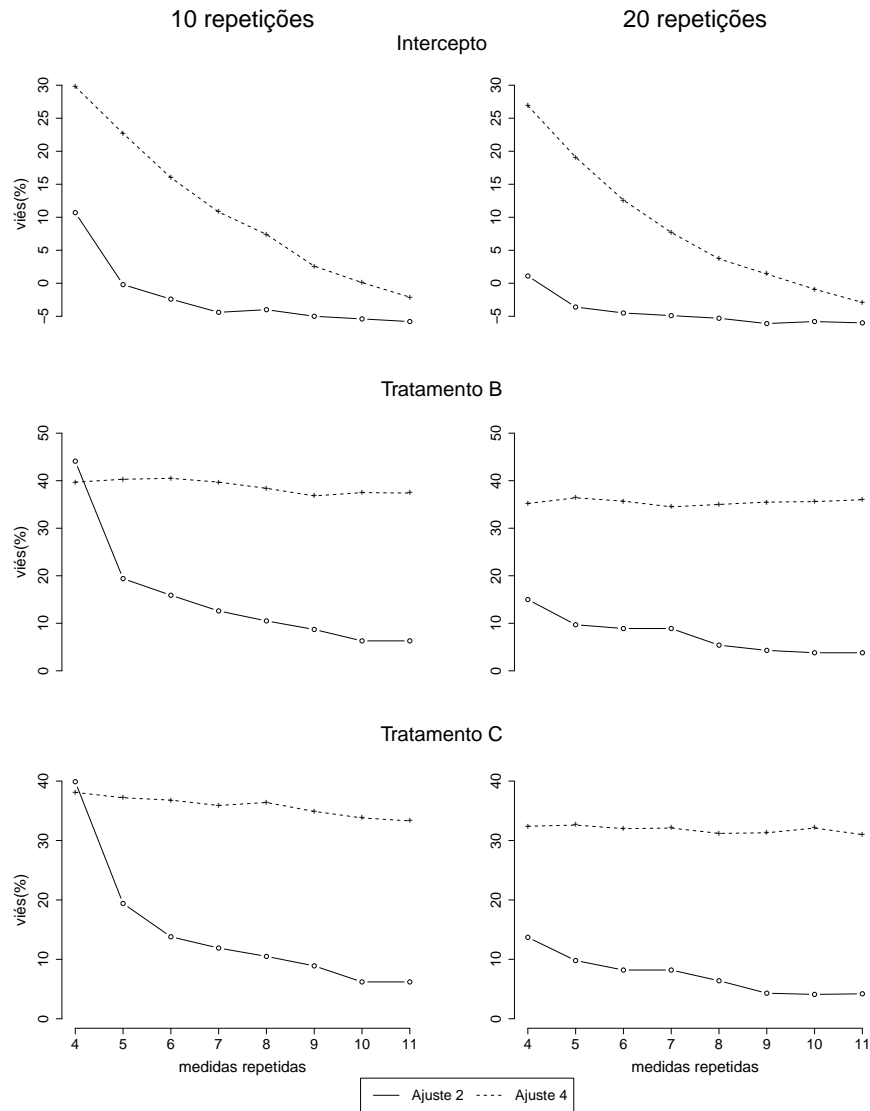 10 repetições
20 repetições
Intercepto
viés(%)
30
25
20
15
10
5
0
−5
30
25
20
15
10
5
0
−5
Tratamento B
viés(%)
50
40
30
20
10
0
50
40
30
20
10
0
Tratamento C
viés(%)
40
30
20
10
0
40
30
20
10
0
4 5 6 7 8 9 10 11
4 5 6 7 8 9 10 11
medidas repetidas
medidas repetidas
Ajuste 2 Ajuste 4